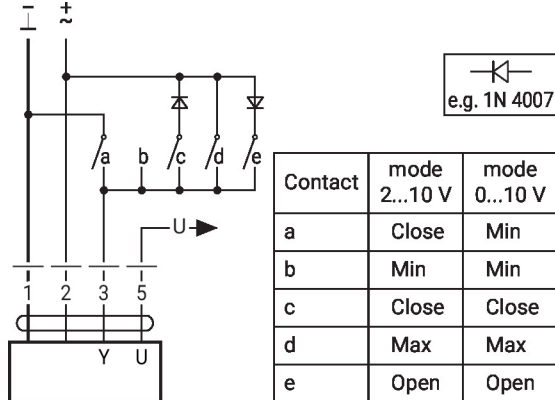 – +
⊥ ~
e.g. 1N 4007
a b c d e
U
1 2 3 5
Y U
Contact mode 2...10 V mode 0...10 V
a Close Min
b Min Min
c Close Close
d Max Max
e Open Open